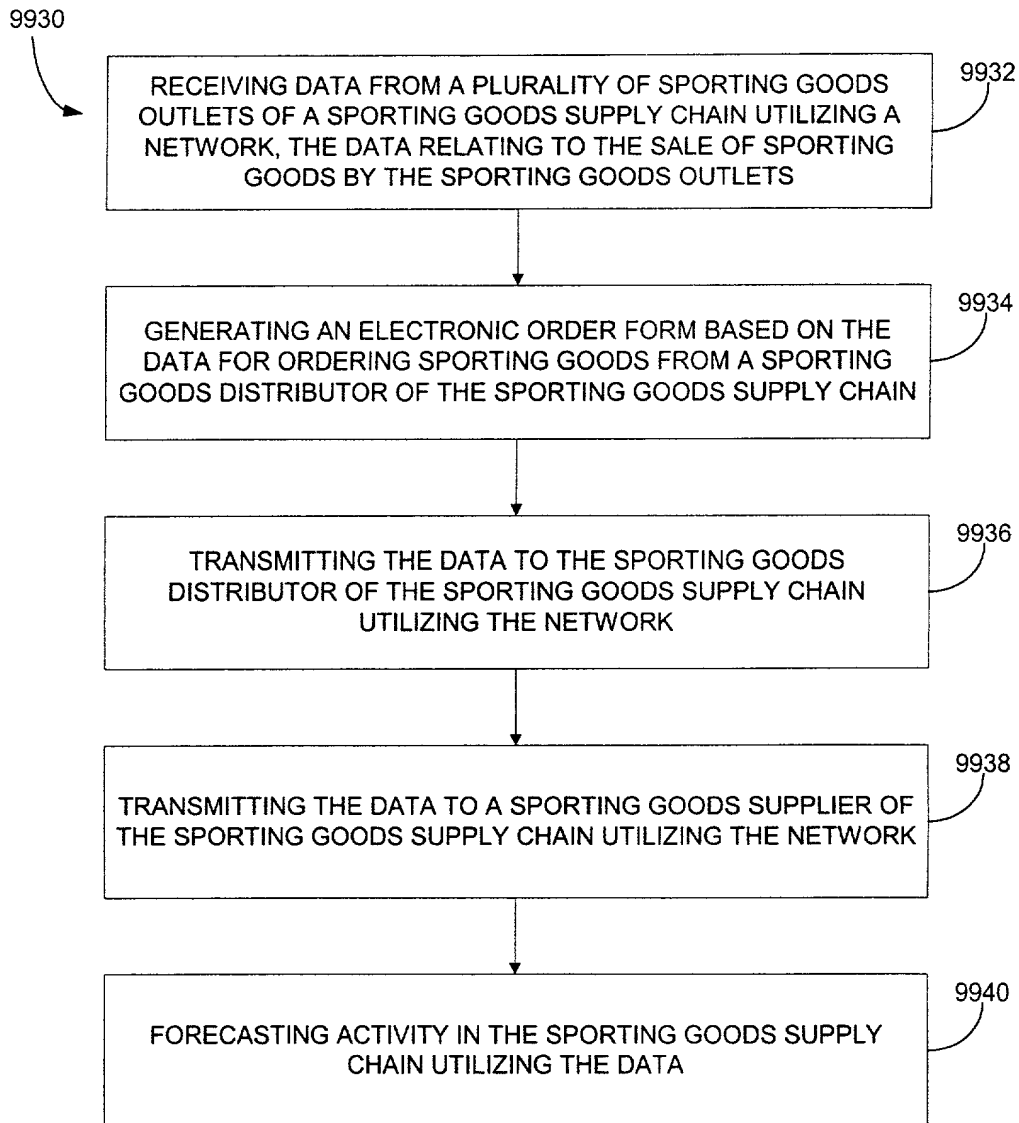 9930
9932
RECEIVING DATA FROM A PLURALITY OF SPORTING GOODS
OUTLETS OF A SPORTING GOODS SUPPLY CHAIN UTILIZING A
NETWORK, THE DATA RELATING TO THE SALE OF SPORTING
GOODS BY THE SPORTING GOODS OUTLETS
9934
GENERATING AN ELECTRONIC ORDER FORM BASED ON THE
DATA FOR ORDERING SPORTING GOODS FROM A SPORTING
GOODS DISTRIBUTOR OF THE SPORTING GOODS SUPPLY CHAIN
9936
TRANSMITTING THE DATA TO THE SPORTING GOODS
DISTRIBUTOR OF THE SPORTING GOODS SUPPLY CHAIN
UTILIZING THE NETWORK
9938
TRANSMITTING THE DATA TO A SPORTING GOODS SUPPLIER OF
THE SPORTING GOODS SUPPLY CHAIN UTILIZING THE NETWORK
9940
FORECASTING ACTIVITY IN THE SPORTING GOODS SUPPLY
CHAIN UTILIZING THE DATA